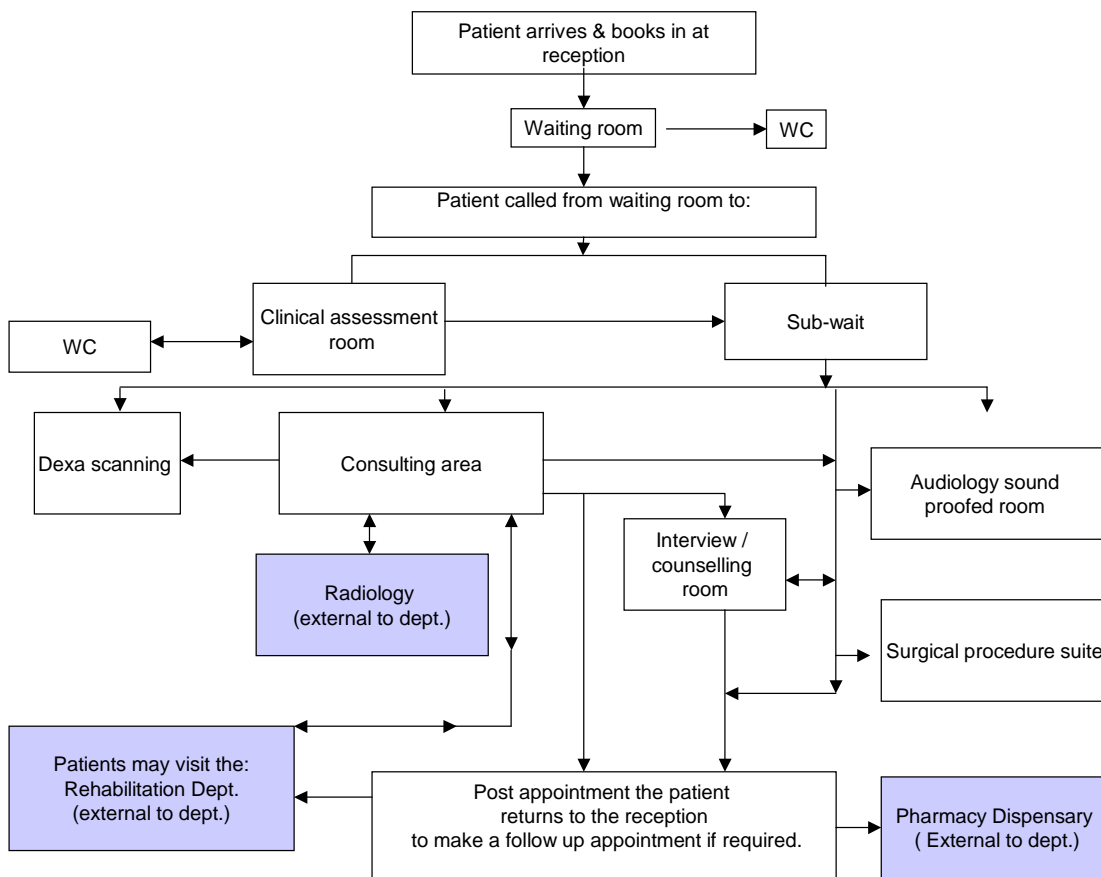 Patient arrives & books in at
reception
Waiting room
WC
Patient called from waiting room to:
Clinical assessment
room
Sub-wait
WC
Dexa scanning
Consulting area
Audiology sound
proofed room
Interview /
counselling
room
Radiology
(external to dept.)
Surgical procedure suite
Patients may visit the:
Rehabilitation Dept.
(external to dept.)
Post appointment the patient
returns to the reception
to make a follow up appointment if required.
Pharmacy Dispensary
( External to dept.)